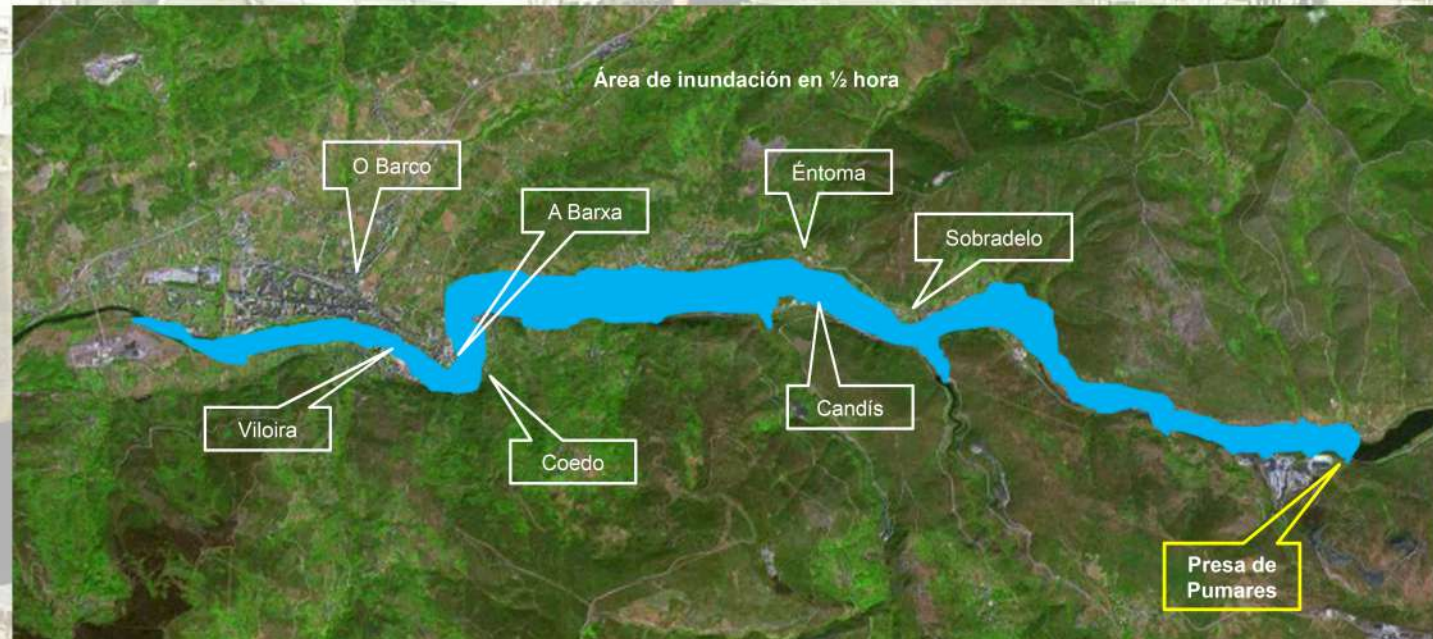 Área de inundación en ½ hora
O Barco
Éntoma
A Barxa
Sobradelo
Viloira
Candís
Coedo
Presa de
Pumares